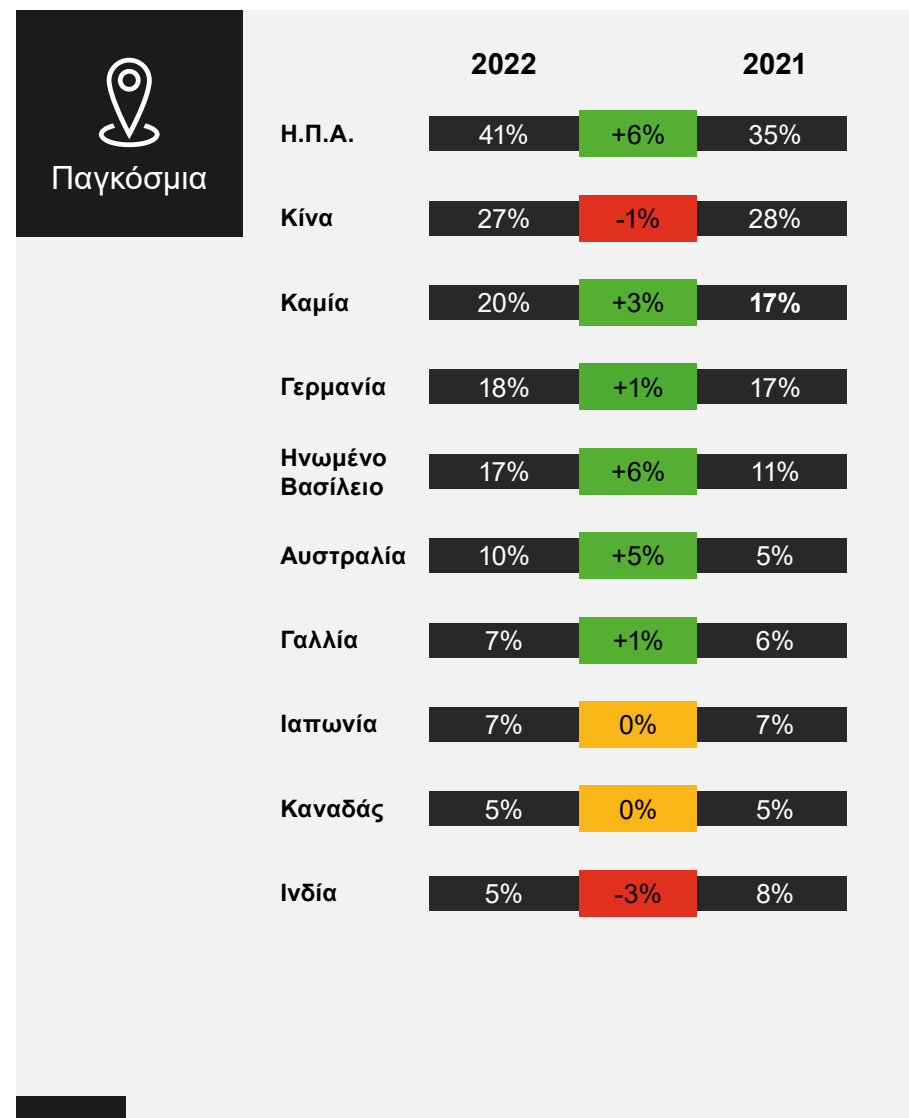 Παγκόσμια
2022 2021
Η.Π.Α. 41% +6% 35%
Κίνα 27% -1% 28%
Καμία 20% +3% 17%
Γερμανία 18% +1% 17%
Ηνωμένο
Βασίλειο 17% +6% 11%
Αυστραλία 10% +5% 5%
Γαλλία 7% +1% 6%
Ιαπωνία 7% 0% 7%
Καναδάς 5% 0% 5%
Ινδία 5% -3% 8%